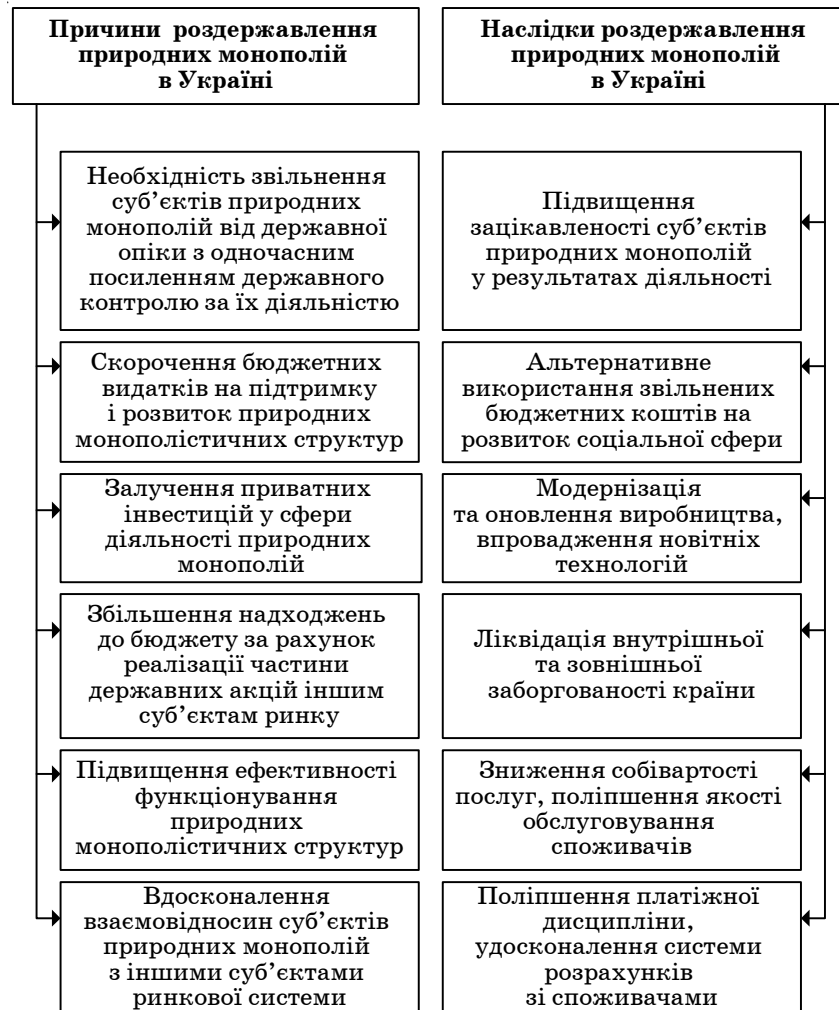 Причини роздержавлення
природних монополій
в Україні
Наслідки роздержавлення
природних монополій
в Україні
Необхідність звільнення
суб’єктів природних
монополій від державної
опіки з одночасним
посиленням державного
контролю за їх діяльністю
Підвищення
зацікавленості суб’єктів
природних монополій
у результатах діяльності
Скорочення бюджетних
видатків на підтримку
і розвиток природних
монополістичних структур
Альтернативне
використання звільнених
бюджетних коштів на
розвиток соціальної сфери
Залучення приватних
інвестицій у сфери
діяльності природних
монополій
Модернізація
та оновлення виробництва,
впровадження новітніх
технологій
Збільшення надходжень
до бюджету за рахунок
реалізації частини
державних акцій іншим
суб’єктам ринку
Ліквідація внутрішньої
та зовнішньої
заборгованості країни
Підвищення ефективності
функціонування
природних
монополістичних структур
Зниження собівартості
послуг, поліпшення якості
обслуговування
споживачів
Вдосконалення
взаємовідносин суб’єктів
природних монополій
з іншими суб’єктами
ринкової системи
Поліпшення платіжної
дисципліни,
удосконалення системи
розрахунків
зі споживачами